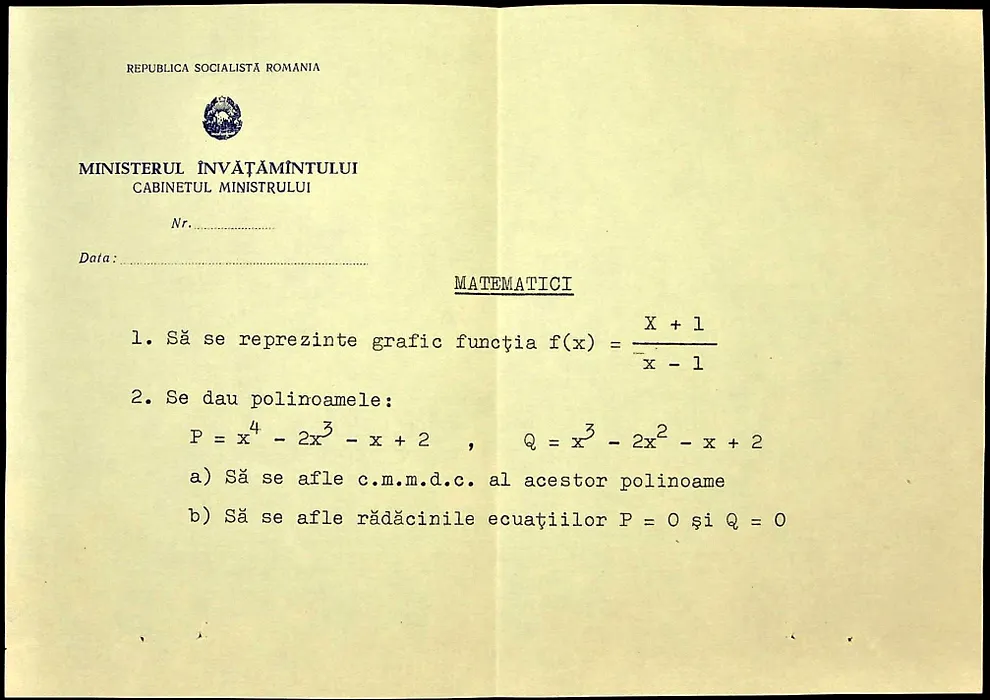 REPUBLICA SOCIALISTĂ ROMANIA
MINISTERUL ÎNVĂȚĂMÎNTULUI
CABINETUL MINISTRULUI
Nr. ....................
Data: ............................................................
MATEMATICI
1. Să se reprezinte grafic funcţia f(x) = X + 1 / x - 1
2. Se dau polinoamele:
P = x⁴ - 2x³ - x + 2 , Q = x³ - 2x² - x + 2
a) Să se afle c.m.m.d.c. al acestor polinoame
b) Să se afle rădăcinile ecuaţiilor P = 0 şi Q = 0